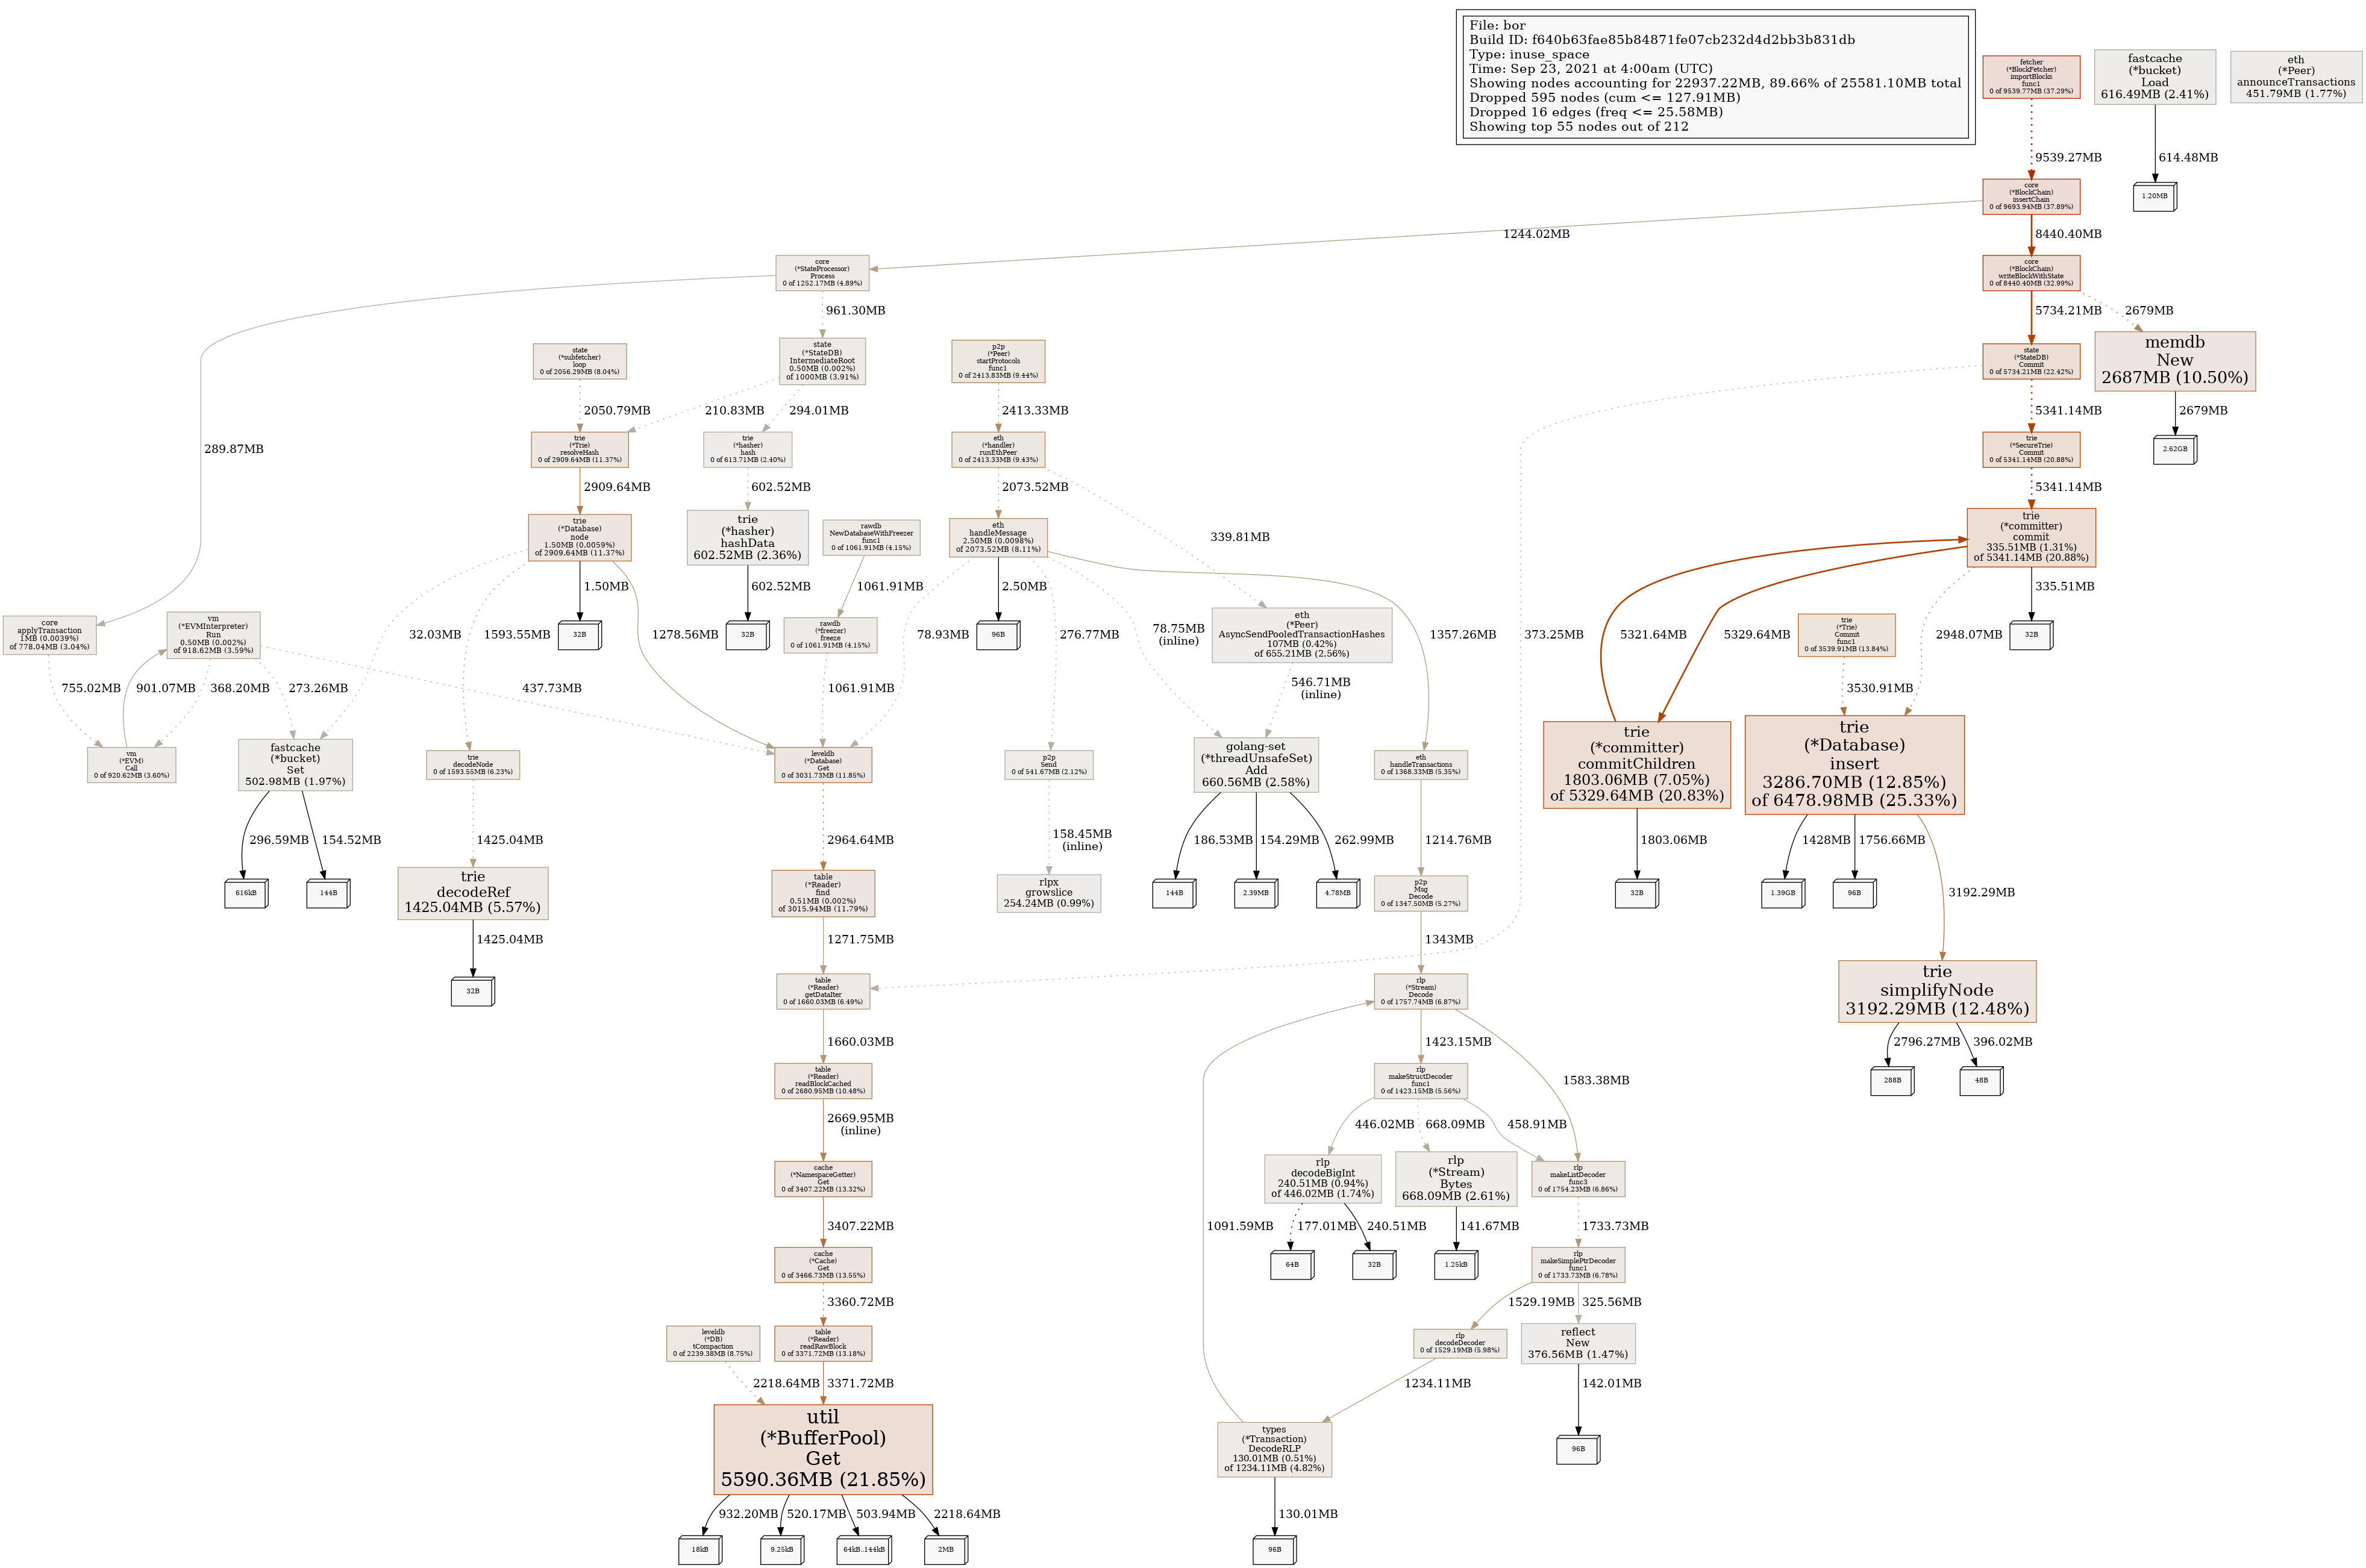 File: bor
Build ID: f640b63fae85b84871fe07cb232d4d2bb3b831db
Type: inuse_space
Time: Sep 23, 2021 at 4:00am (UTC)
Showing nodes accounting for 22937.22MB, 89.66% of 25581.10MB total
Dropped 595 nodes (cum <= 127.91MB)
Dropped 16 edges (freq <= 25.58MB)
Showing top 55 nodes out of 212
fetcher
(*BlockFetcher)
importBlocks
func1
0 of 9539.77MB (37.29%)
fastcache
(*bucket)
Load
616.49MB (2.41%)
eth
(*Peer)
announceTransactions
451.79MB (1.77%)
9539.27MB
614.48MB
core
(*BlockChain)
insertChain
0 of 9693.94MB (37.89%)
1.20MB
1244.02MB
8440.40MB
core
(*StateProcessor)
Process
0 of 1252.17MB (4.89%)
core
(*BlockChain)
writeBlockWithState
0 of 8440.40MB (32.99%)
961.30MB
5734.21MB
2679MB
state
(*subfetcher)
loop
0 of 2056.29MB (8.04%)
state
(*StateDB)
IntermediateRoot
0.50MB (0.002%)
of 1000MB (3.91%)
p2p
(*Peer)
startProtocols
func1
0 of 2413.83MB (9.44%)
state
(*StateDB)
Commit
0 of 5734.21MB (22.42%)
memdb
New
2687MB (10.50%)
2050.79MB
210.83MB
294.01MB
2413.33MB
5341.14MB
2679MB
289.87MB
373.25MB
trie
(*Trie)
resolveHash
0 of 2909.64MB (11.37%)
trie
(*hasher)
hash
0 of 613.71MB (2.40%)
eth
(*handler)
runEthPeer
0 of 2413.33MB (9.43%)
trie
(*SecureTrie)
Commit
0 of 5341.14MB (20.88%)
2.62GB
2909.64MB
602.52MB
2073.52MB
339.81MB
5341.14MB
trie
(*Database)
node
1.50MB (0.0059%)
of 2909.64MB (11.37%)
trie
(*hasher)
hashData
602.52MB (2.36%)
rawdb
NewDatabaseWithFreezer
func1
0 of 1061.91MB (4.15%)
eth
handleMessage
2.50MB (0.0098%)
of 2073.52MB (8.11%)
trie
(*committer)
commit
335.51MB (1.31%)
of 5341.14MB (20.88%)
1.50MB
602.52MB
1061.91MB
2.50MB
335.51MB
core
applyTransaction
1MB (0.0039%)
of 778.04MB (3.04%)
vm
(*EVMInterpreter)
Run
0.50MB (0.002%)
of 918.62MB (3.59%)
32.03MB
1593.55MB
32B
1278.56MB
32B
rawdb
(*freezer)
freeze
0 of 1061.91MB (4.15%)
78.93MB
96B
276.77MB
78.75MB
(inline)
eth
(*Peer)
AsyncSendPooledTransactionHashes
107MB (0.42%)
of 655.21MB (2.56%)
1357.26MB
5321.64MB
5329.64MB
trie
(*Trie)
Commit
func1
0 of 3539.91MB (13.84%)
2948.07MB
32B
755.02MB
901.07MB
368.20MB
273.26MB
437.73MB
1061.91MB
546.71MB
(inline)
3530.91MB
vm
(*EVM)
Call
0 of 920.62MB (3.60%)
fastcache
(*bucket)
Set
502.98MB (1.97%)
trie
decodeNode
0 of 1593.55MB (6.23%)
leveldb
(*Database)
Get
0 of 3031.73MB (11.85%)
p2p
Send
0 of 541.67MB (2.12%)
golang-set
(*threadUnsafeSet)
Add
660.56MB (2.58%)
eth
handleTransactions
0 of 1368.33MB (5.35%)
trie
(*committer)
commitChildren
1803.06MB (7.05%)
of 5329.64MB (20.83%)
trie
(*Database)
insert
3286.70MB (12.85%)
of 6478.98MB (25.33%)
296.59MB
154.52MB
1425.04MB
2964.64MB
158.45MB
(inline)
186.53MB
154.29MB
262.99MB
1214.76MB
1803.06MB
1428MB
1756.66MB
3192.29MB
616kB
144B
trie
decodeRef
1425.04MB (5.57%)
table
(*Reader)
find
0.51MB (0.002%)
of 3015.94MB (11.79%)
rlpx
growslice
254.24MB (0.99%)
144B
2.39MB
4.78MB
p2p
Msg
Decode
0 of 1347.50MB (5.27%)
32B
1.39GB
96B
1425.04MB
1271.75MB
1343MB
32B
table
(*Reader)
getDataIter
0 of 1660.03MB (6.49%)
rlp
(*Stream)
Decode
0 of 1757.74MB (6.87%)
trie
simplifyNode
3192.29MB (12.48%)
1660.03MB
1423.15MB
1583.38MB
2796.27MB
396.02MB
table
(*Reader)
readBlockCached
0 of 2680.95MB (10.48%)
rlp
makeStructDecoder
func1
0 of 1423.15MB (5.56%)
288B
48B
2669.95MB
(inline)
446.02MB
668.09MB
458.91MB
cache
(*NamespaceGetter)
Get
0 of 3407.22MB (13.32%)
rlp
decodeBigInt
240.51MB (0.94%)
of 446.02MB (1.74%)
rlp
(*Stream)
Bytes
668.09MB (2.61%)
rlp
makeListDecoder
func3
0 of 1754.23MB (6.86%)
3407.22MB
1091.59MB
177.01MB
240.51MB
141.67MB
1733.73MB
cache
(*Cache)
Get
0 of 3466.73MB (13.55%)
64B
32B
1.25kB
rlp
makeSimplePtrDecoder
func1
0 of 1733.73MB (6.78%)
3360.72MB
1529.19MB
325.56MB
leveldb
(*DB)
tCompaction
0 of 2239.38MB (8.75%)
table
(*Reader)
readRawBlock
0 of 3371.72MB (13.18%)
rlp
decodeDecoder
0 of 1529.19MB (5.98%)
reflect
New
376.56MB (1.47%)
2218.64MB
3371.72MB
1234.11MB
142.01MB
util
(*BufferPool)
Get
5590.36MB (21.85%)
types
(*Transaction)
DecodeRLP
130.01MB (0.51%)
of 1234.11MB (4.82%)
96B
932.20MB
520.17MB
503.94MB
2218.64MB
130.01MB
18kB
9.25kB
64kB..144kB
2MB
96B